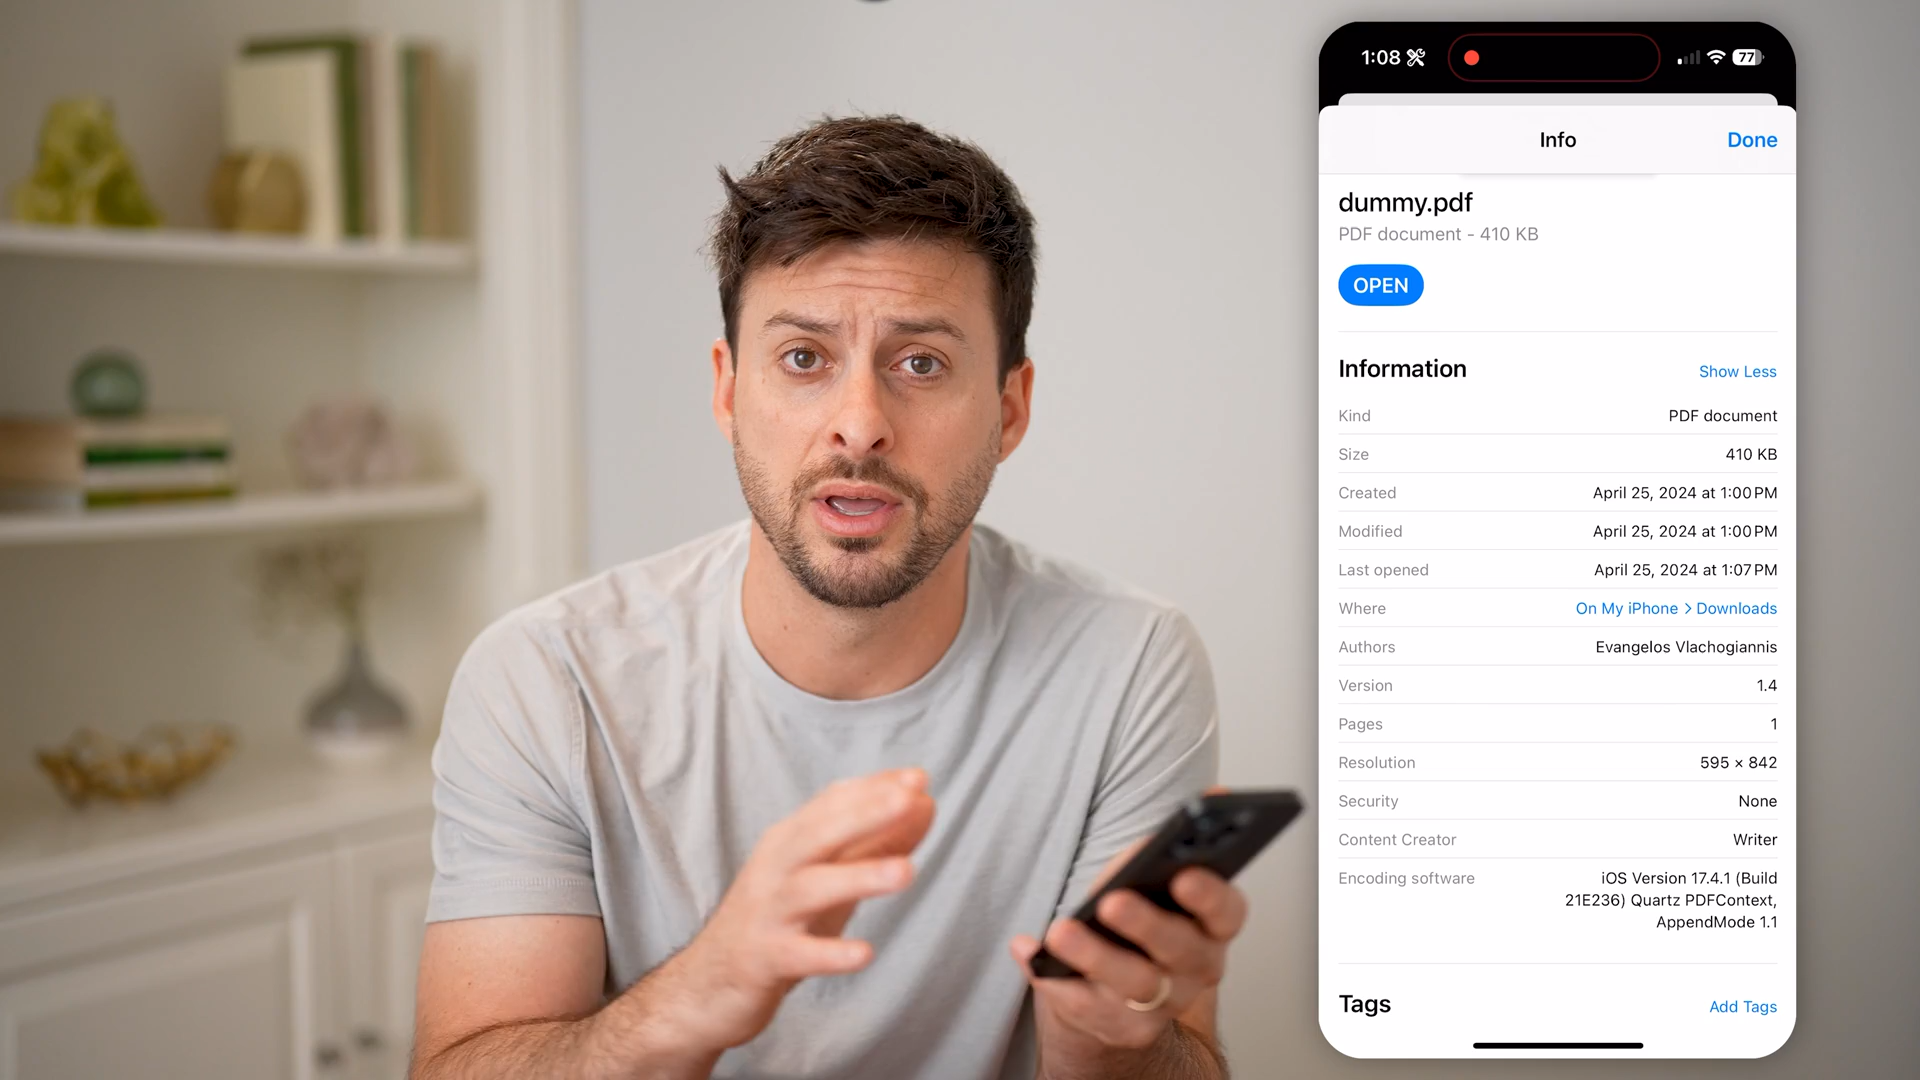 1:08
77
Info
Done
dummy.pdf
PDF document - 410 KB
OPEN
Information
Show Less
Kind
PDF document
Size
410 KB
Created
April 25, 2024 at 1:00 PM
Modified
April 25, 2024 at 1:00 PM
Last opened
April 25, 2024 at 1:07 PM
Where
On My iPhone > Downloads
Authors
Evangelos Vlachogiannis
Version
1.4
Pages
1
Resolution
595 × 842
Security
None
Content Creator
Writer
Encoding software
iOS Version 17.4.1 (Build
21E236) Quartz PDFContext,
AppendMode 1.1
Tags
Add Tags